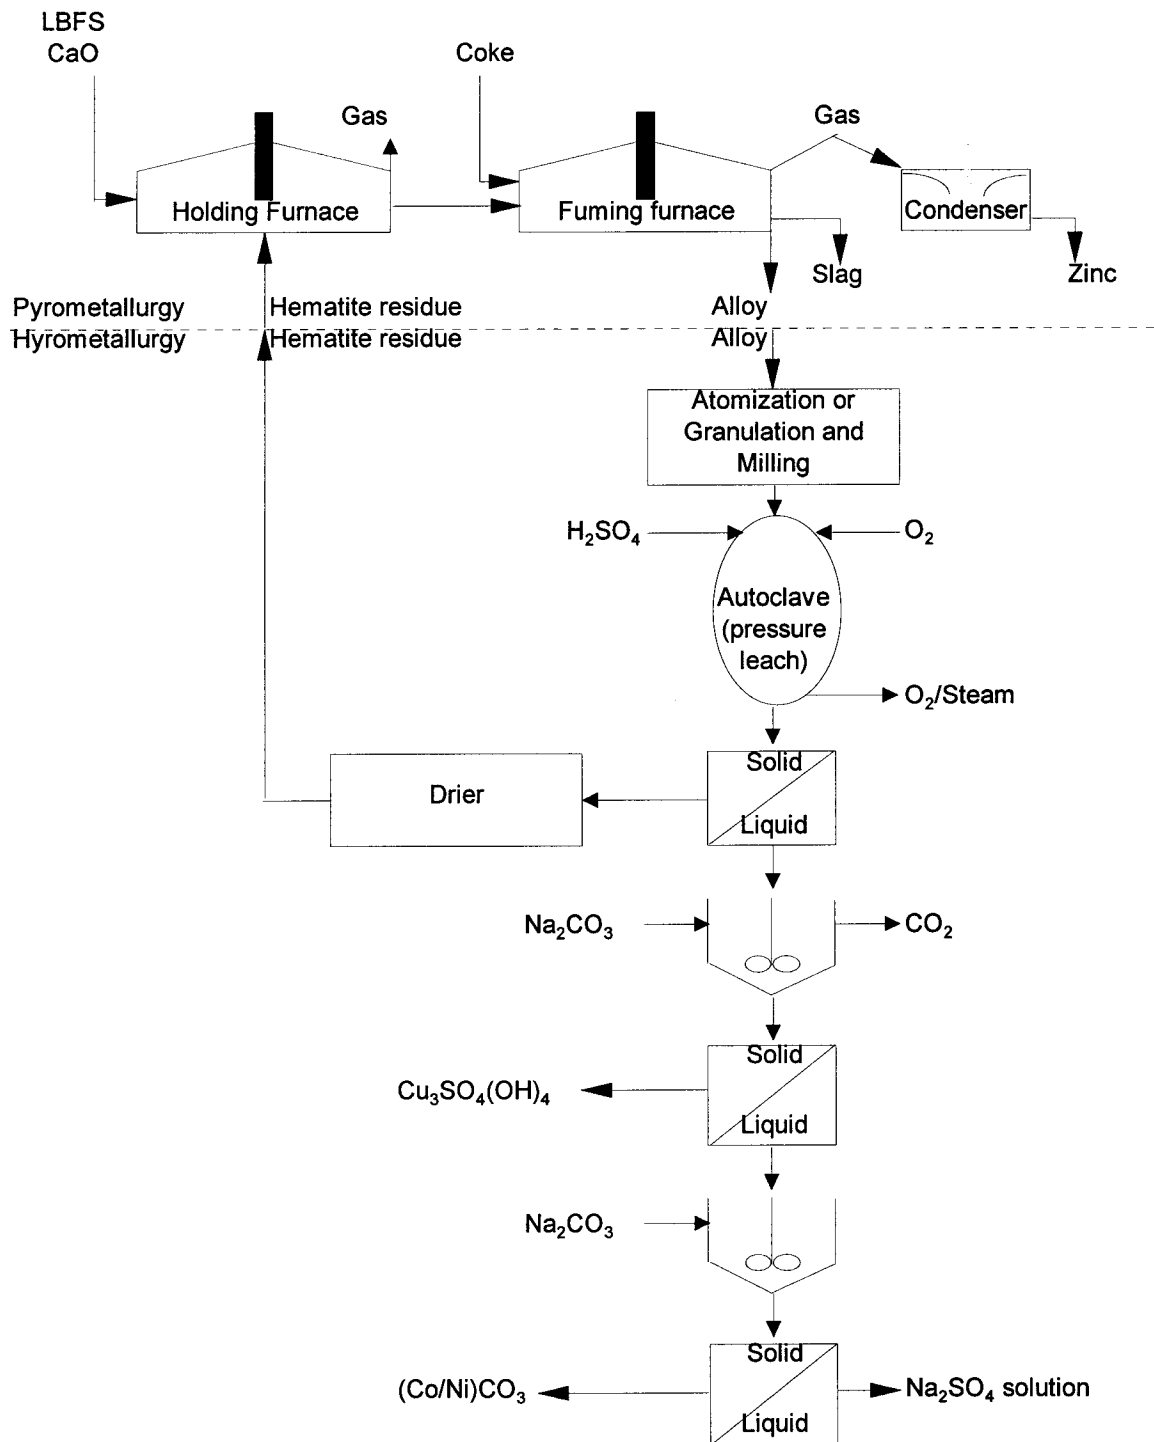 LBFS
CaO
Coke
Gas
Gas
Holding Furnace
Fuming furnace
Condenser
Slag
Zinc
Pyrometallurgy
Hematite residue
Alloy
Hyrometallurgy
Hematite residue
Alloy
Atomization or
Granulation and
Milling
H₂SO₄
O₂
Autoclave
(pressure
leach)
O₂/Steam
Solid
Liquid
Drier
Na₂CO₃
CO₂
Solid
Liquid
Cu₃SO₄(OH)₄
Na₂CO₃
Solid
Liquid
(Co/Ni)CO₃
Na₂SO₄ solution